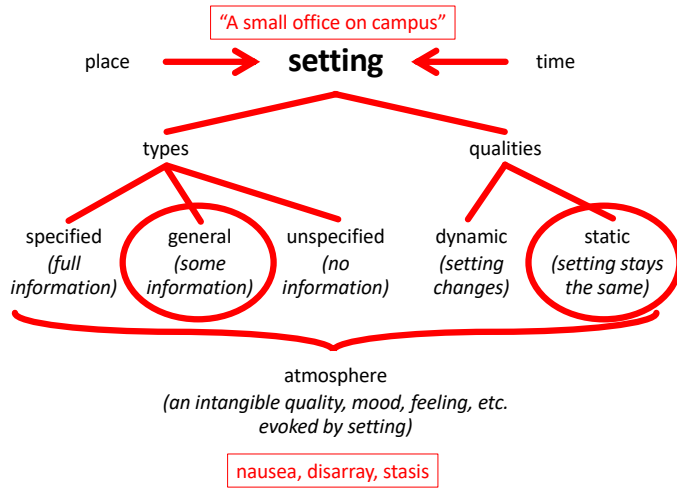 “A small office on campus”
place
setting
time
types
qualities
specified
(full
information)
general
(some
information)
unspecified
(no
information)
dynamic
(setting
changes)
static
(setting stays
the same)
atmosphere
(an intangible quality, mood, feeling, etc.
evoked by setting)
nausea, disarray, stasis